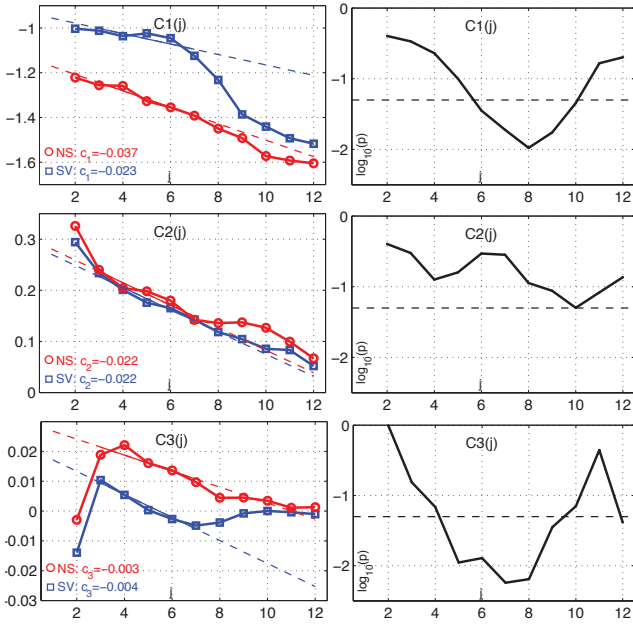 C1(j)
−1
−1.2
−1.4
−1.6
NS: c1=−0.037
SV: c1=−0.023
2 4 6 8 10 12
C1(j)
0
−1
−2
log10(p)
2 4 6 8 10 12
C2(j)
0.3
0.2
0.1
0
NS: c2=−0.022
SV: c2=−0.022
2 4 6 8 10 12
C2(j)
0
−1
−2
log10(p)
2 4 6 8 10 12
C3(j)
0.02
0.01
0
−0.01
−0.02
−0.03
NS: c3=−0.003
SV: c3=−0.004
2 4 6 8 10 12
C3(j)
0
−1
−2
log10(p)
2 4 6 8 10 12